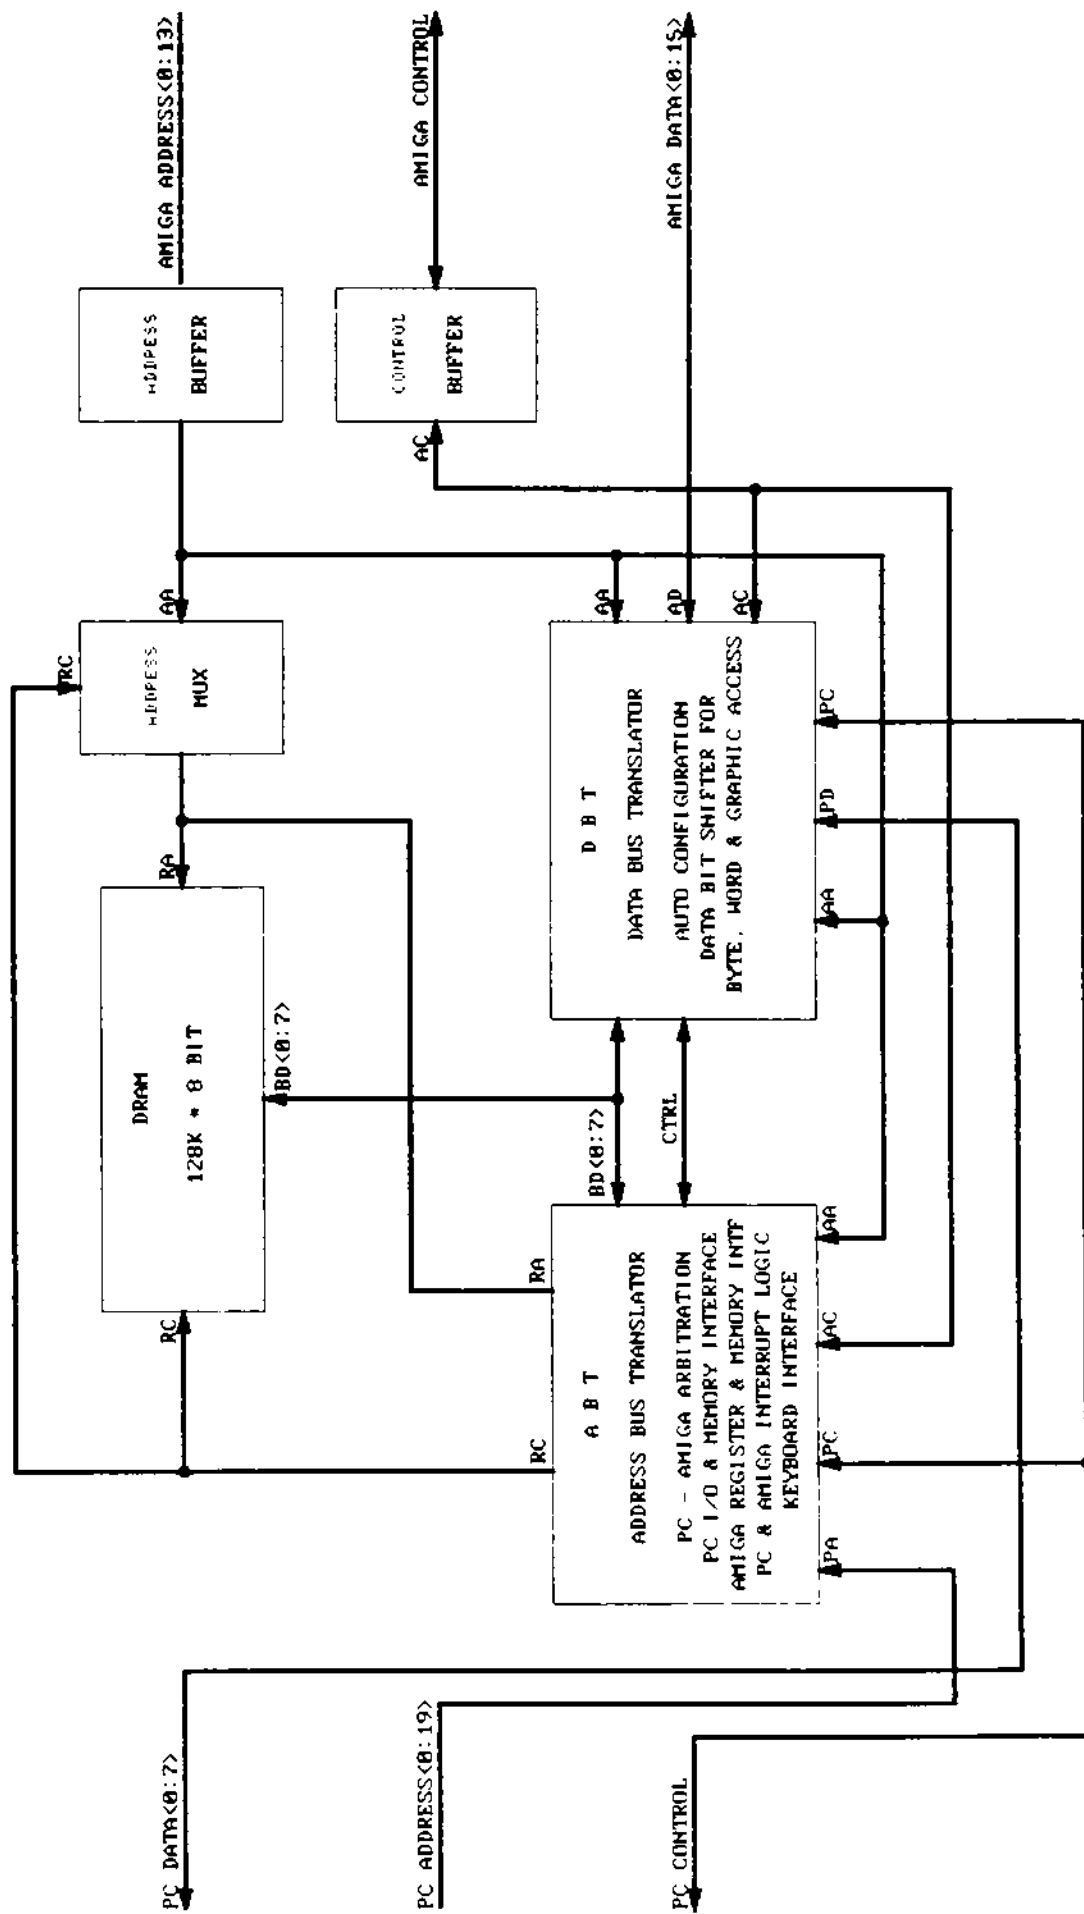 PC DATA<0:7>
PC ADDRESS<0:19>
PC CONTROL
RC
RC
RA
A B T
ADDRESS BUS TRANSLATOR
PC - AMIGA ARBITRATION
PC I/O & MEMORY INTERFACE
AMIGA REGISTER & MEMORY INTF
PC & AMIGA INTERRUPT LOGIC
KEYBOARD INTERFACE
PA
PC
AC
AA
DRAM
128K * 8 BIT
BD<0:7>
BD<0:7>
CTRL
RA
D B T
DATA BUS TRANSLATOR
AUTO CONFIGURATION
DATA BIT SHIFTER FOR
BYTE, WORD & GRAPHIC ACCESS
AA
PD
PC
AA
AD
AC
RC
ADDRESS
MUX
AA
ADDRESS
BUFFER
AC
CONTROL
BUFFER
AMIGA ADDRESS<0:13>
AMIGA CONTROL
AMIGA DATA<0:15>